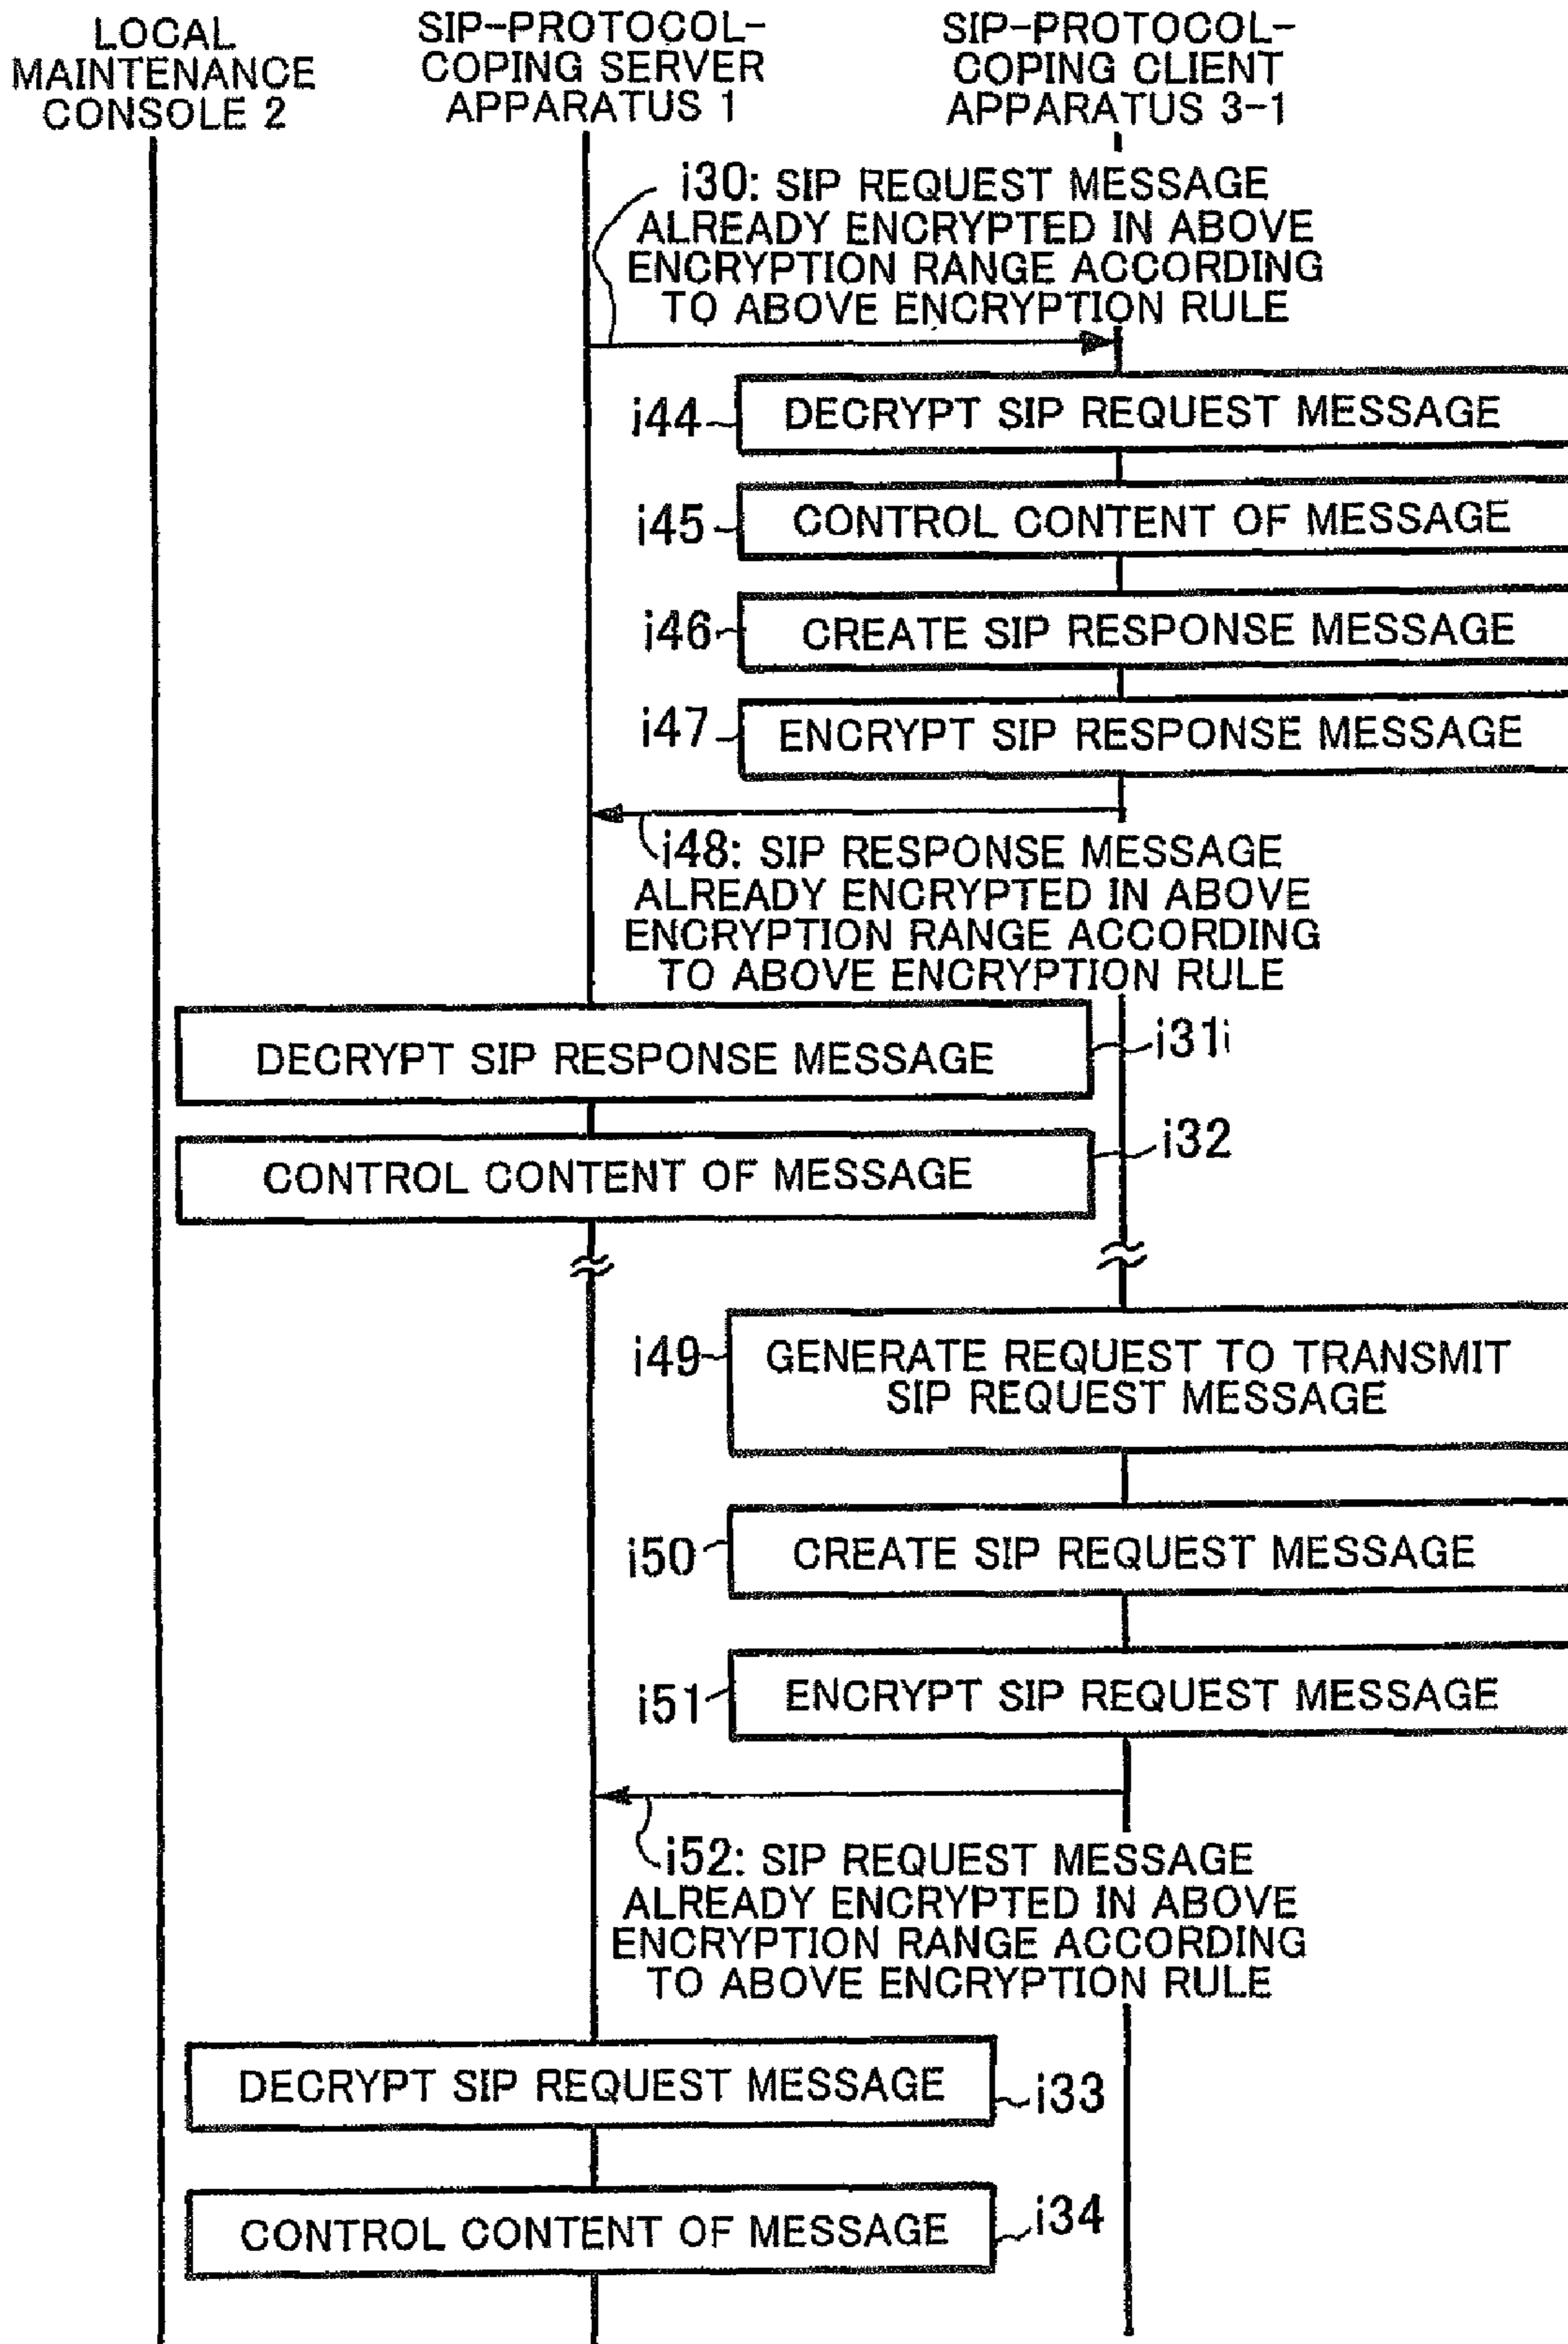 LOCAL
MAINTENANCE
CONSOLE 2
SIP-PROTOCOL-
COPING SERVER
APPARATUS 1
SIP-PROTOCOL-
COPING CLIENT
APPARATUS 3-1
i30: SIP REQUEST MESSAGE
ALREADY ENCRYPTED IN ABOVE
ENCRYPTION RANGE ACCORDING
TO ABOVE ENCRYPTION RULE
i44
DECRYPT SIP REQUEST MESSAGE
i45
CONTROL CONTENT OF MESSAGE
i46
CREATE SIP RESPONSE MESSAGE
i47
ENCRYPT SIP RESPONSE MESSAGE
i48: SIP RESPONSE MESSAGE
ALREADY ENCRYPTED IN ABOVE
ENCRYPTION RANGE ACCORDING
TO ABOVE ENCRYPTION RULE
DECRYPT SIP RESPONSE MESSAGE
i31i
CONTROL CONTENT OF MESSAGE
i32
i49
GENERATE REQUEST TO TRANSMIT
SIP REQUEST MESSAGE
i50
CREATE SIP REQUEST MESSAGE
i51
ENCRYPT SIP REQUEST MESSAGE
i52: SIP REQUEST MESSAGE
ALREADY ENCRYPTED IN ABOVE
ENCRYPTION RANGE ACCORDING
TO ABOVE ENCRYPTION RULE
DECRYPT SIP REQUEST MESSAGE
i33
CONTROL CONTENT OF MESSAGE
i34